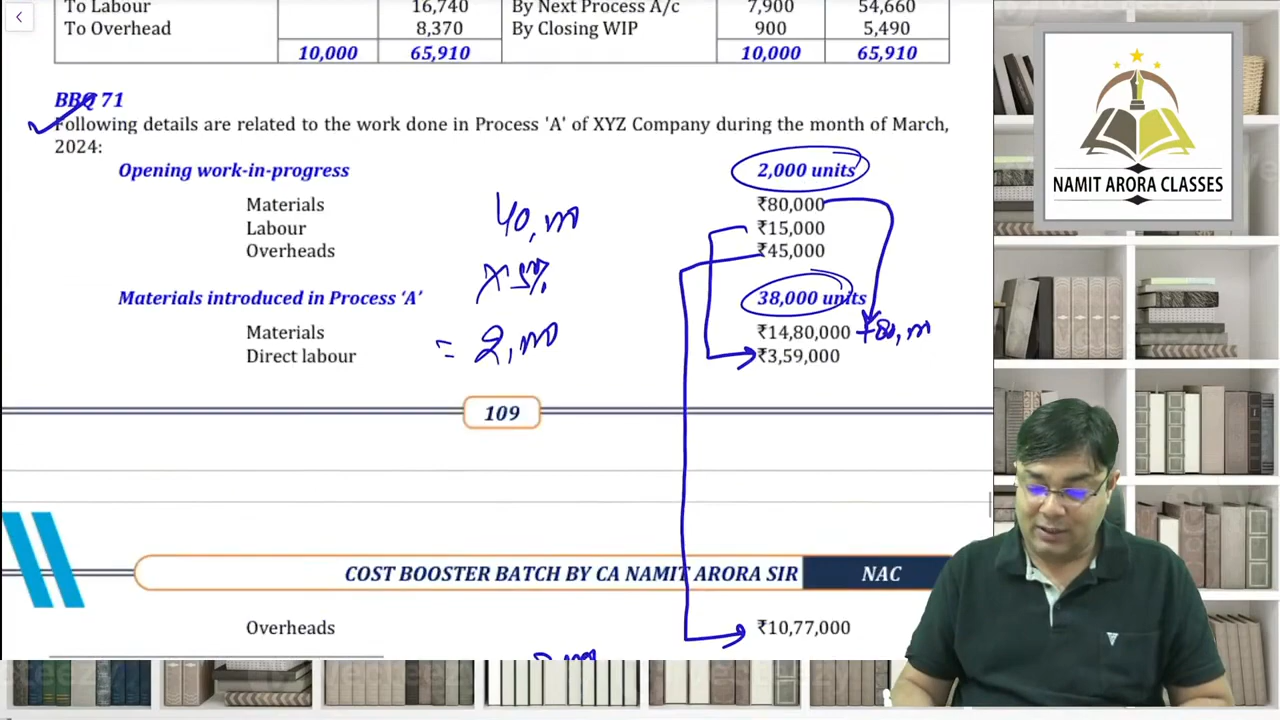 To Labour 16,740 By Next Process A/c 7,900 54,660
To Overhead 8,370 By Closing WIP 900 5,490
10,000 65,910 10,000 65,910
BBQ 71
Following details are related to the work done in Process 'A' of XYZ Company during the month of March,
2024:
Opening work-in-progress 2,000 units
Materials ₹80,000
Labour ₹15,000
Overheads ₹45,000
40,m
x 5%
= 2,m
Materials introduced in Process ‘A’ 38,000 units
Materials ₹14,80,000 +80,m
Direct labour ₹3,59,000
109
COST BOOSTER BATCH BY CA NAMIT ARORA SIR NAC
Overheads ₹10,77,000
NAMIT ARORA CLASSES